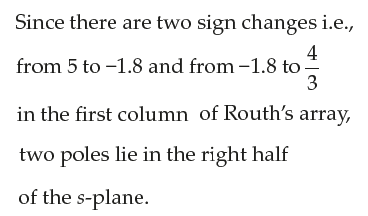 Since there are two sign changes i.e.,
from 5 to −1.8 and from −1.8 to 4/3
in the first column of Routh's array,
two poles lie in the right half
of the s-plane.